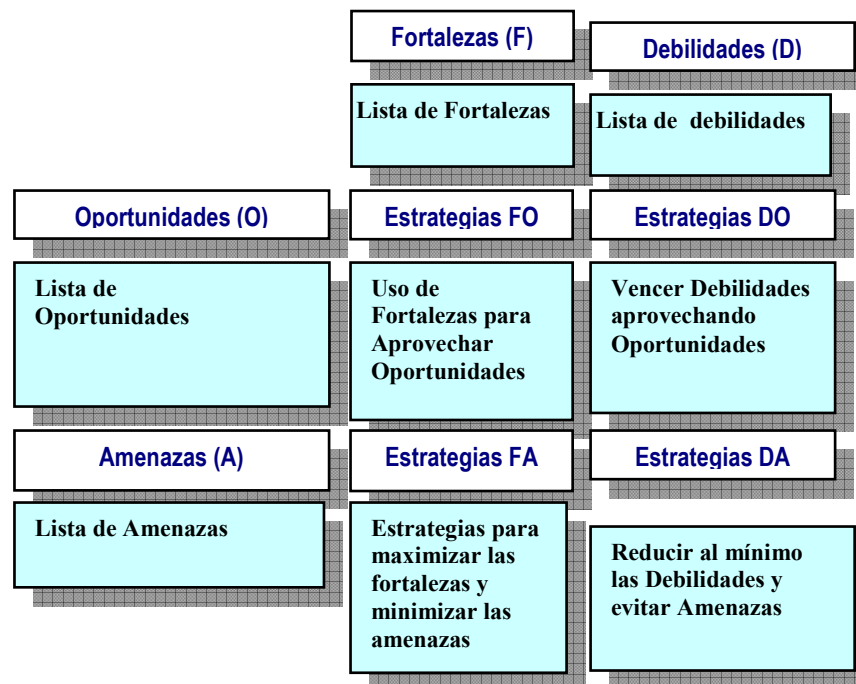 Fortalezas (F)
Debilidades (D)
Lista de Fortalezas
Lista de debilidades
Oportunidades (O)
Estrategias FO
Estrategias DO
Lista de
Oportunidades
Uso de
Fortalezas para
Aprovechar
Oportunidades
Vencer Debilidades
aprovechando
Oportunidades
Amenazas (A)
Estrategias FA
Estrategias DA
Lista de Amenazas
Estrategias para
maximizar las
fortalezas y
minimizar las
amenazas
Reducir al mínimo
las Debilidades y
evitar Amenazas